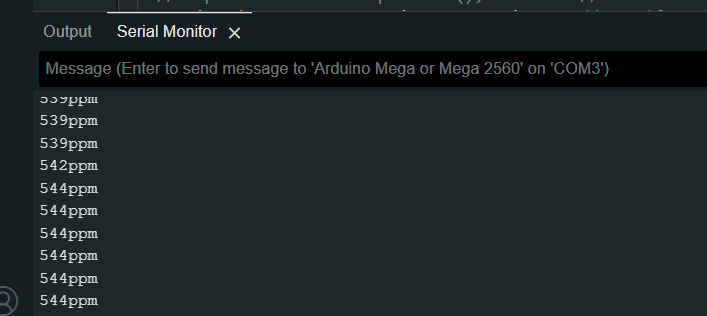 Output Serial Monitor
Message (Enter to send message to 'Arduino Mega or Mega 2560' on 'COM3')
539ppm
539ppm
539ppm
542ppm
544ppm
544ppm
544ppm
544ppm
544ppm
544ppm